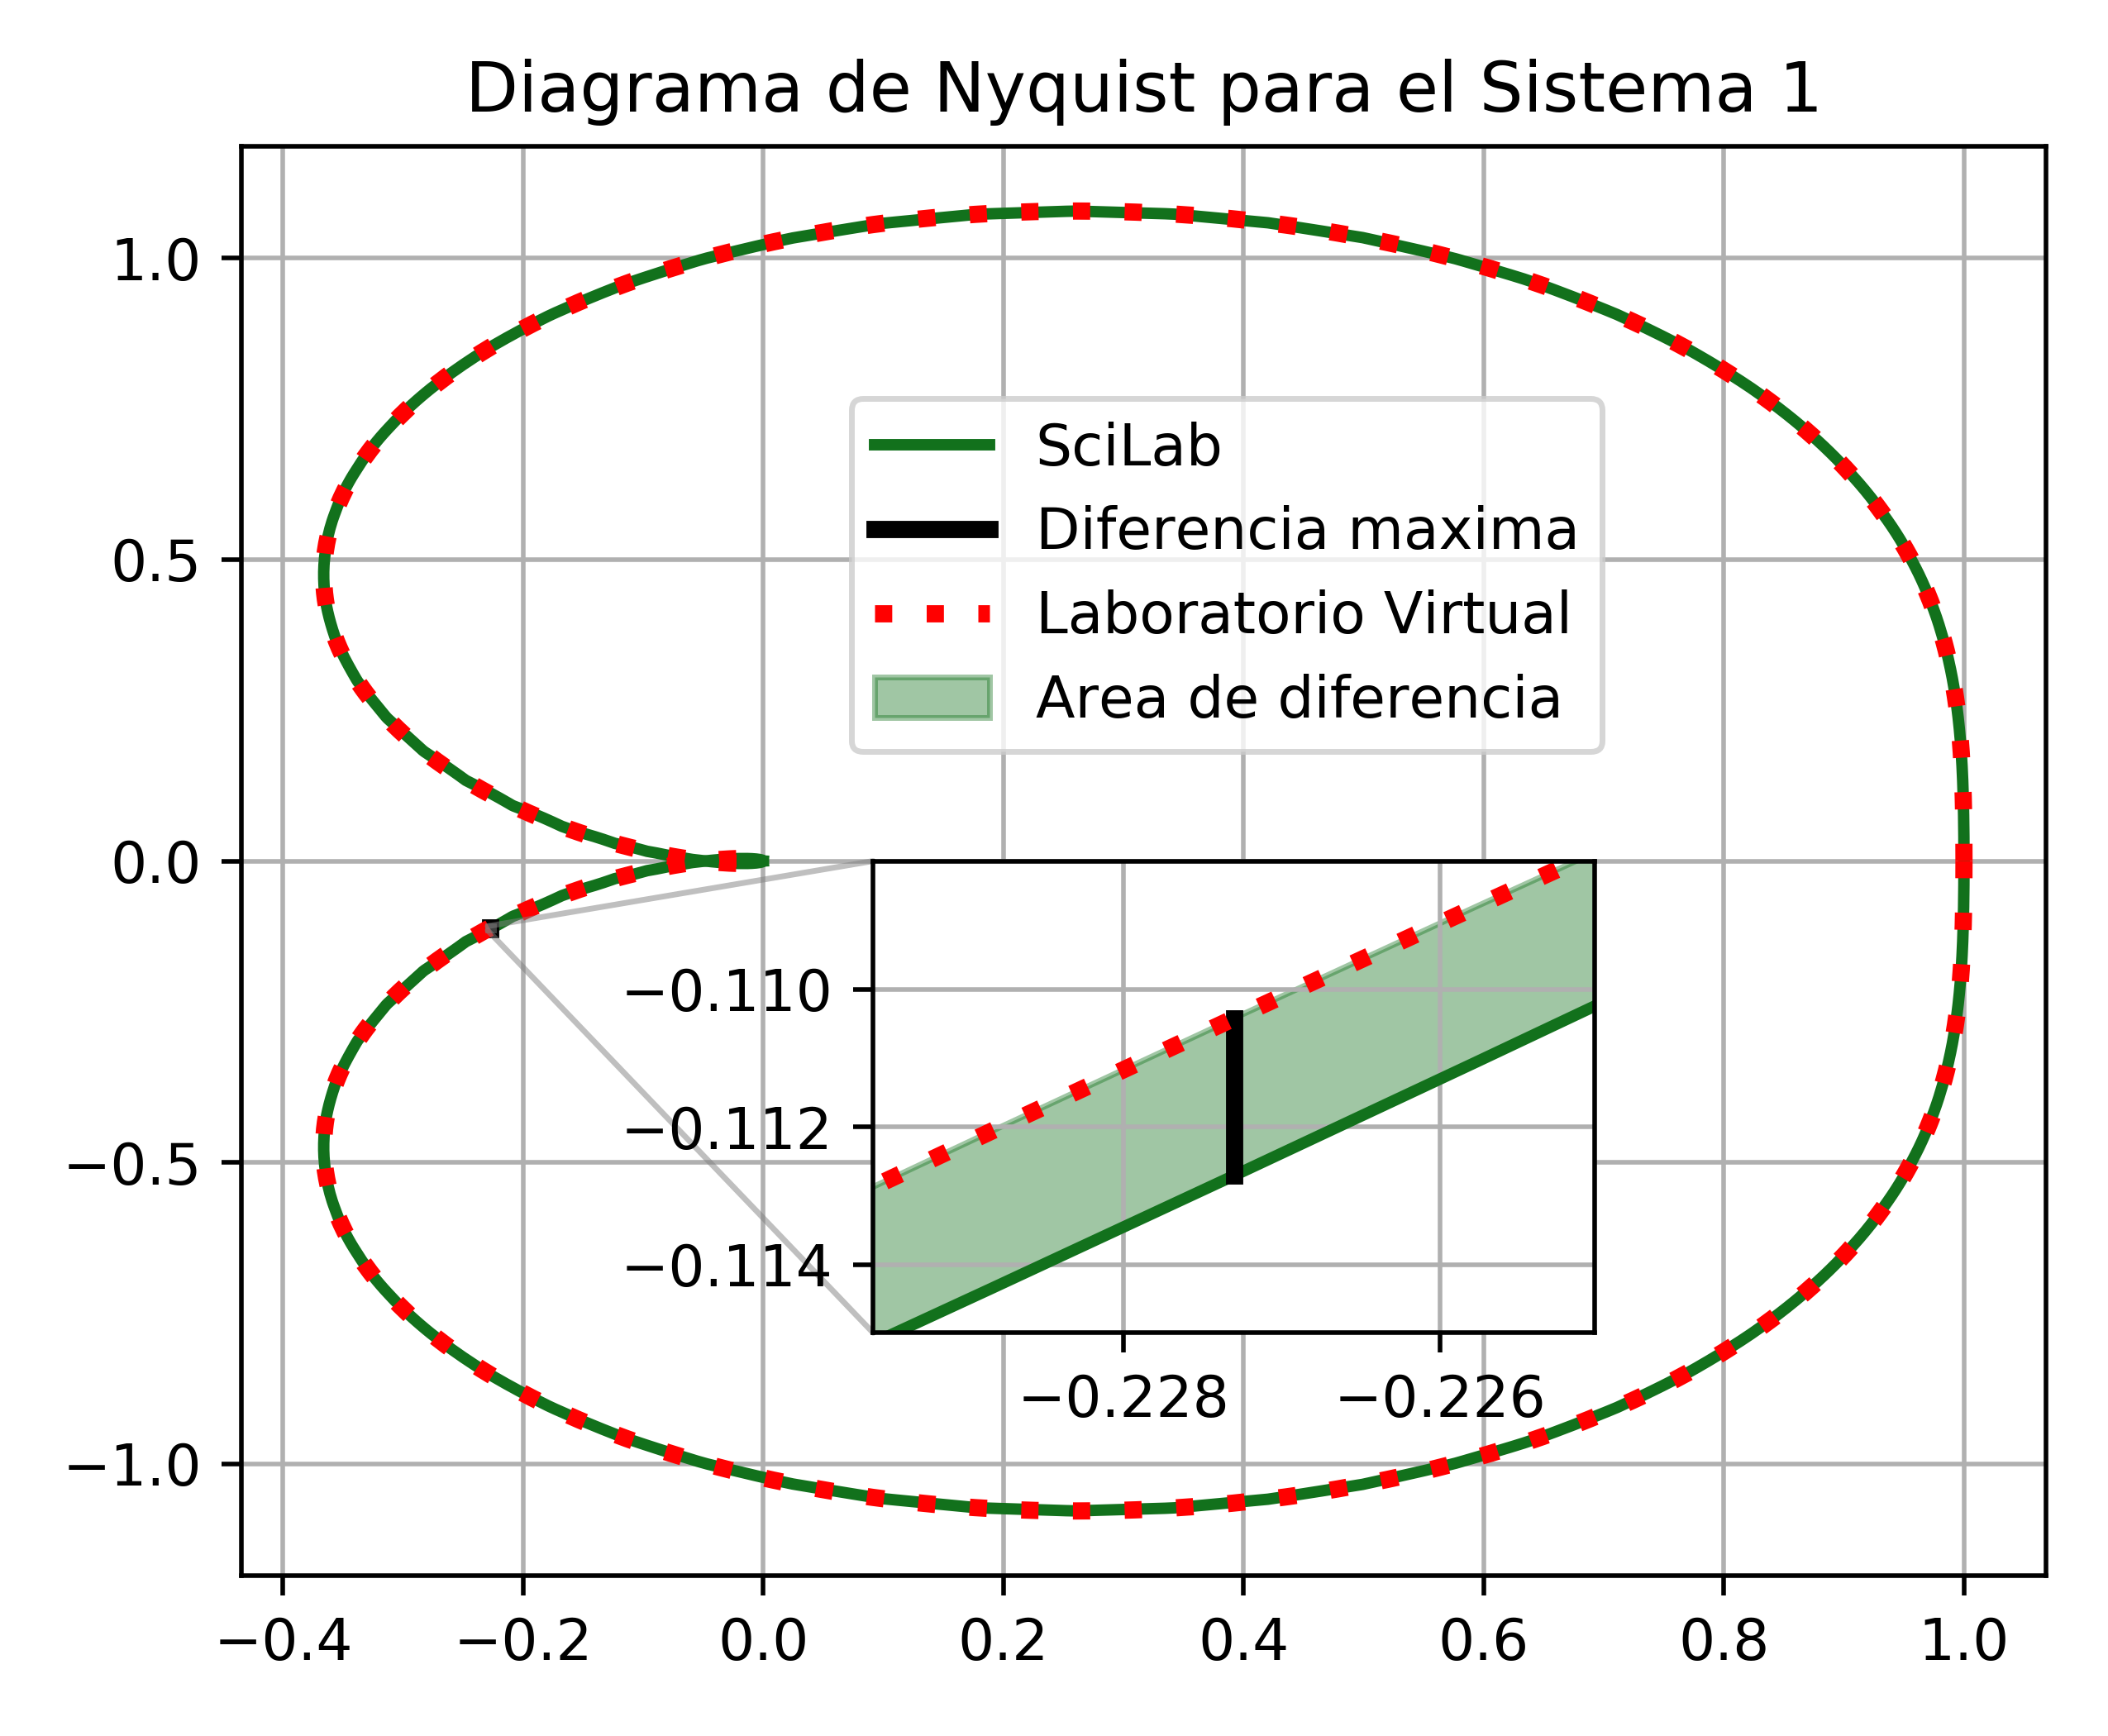 Diagrama de Nyquist para el Sistema 1
1.0
0.5
0.0
−0.5
−1.0
SciLab
Diferencia maxima
Laboratorio Virtual
Area de diferencia
−0.110
−0.112
−0.114
−0.228 −0.226
−0.4 −0.2 0.0 0.2 0.4 0.6 0.8 1.0